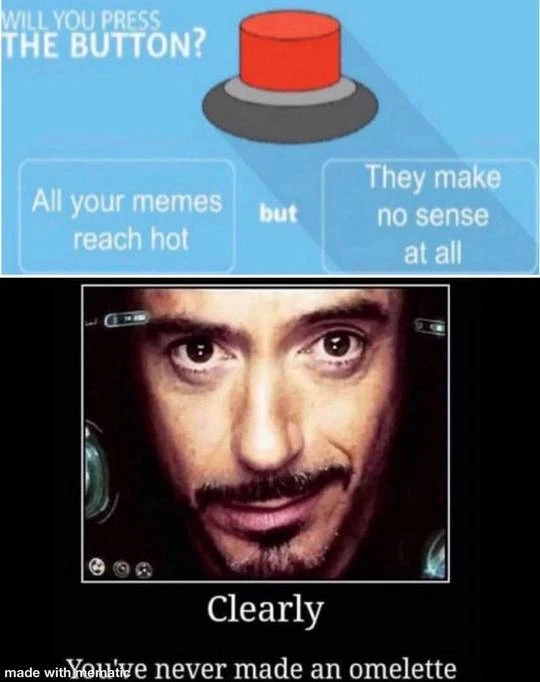 WILL YOU PRESS
THE BUTTON?
All your memes
reach hot
but
They make
no sense
at all
Clearly
You've never made an omelette
made with mematic